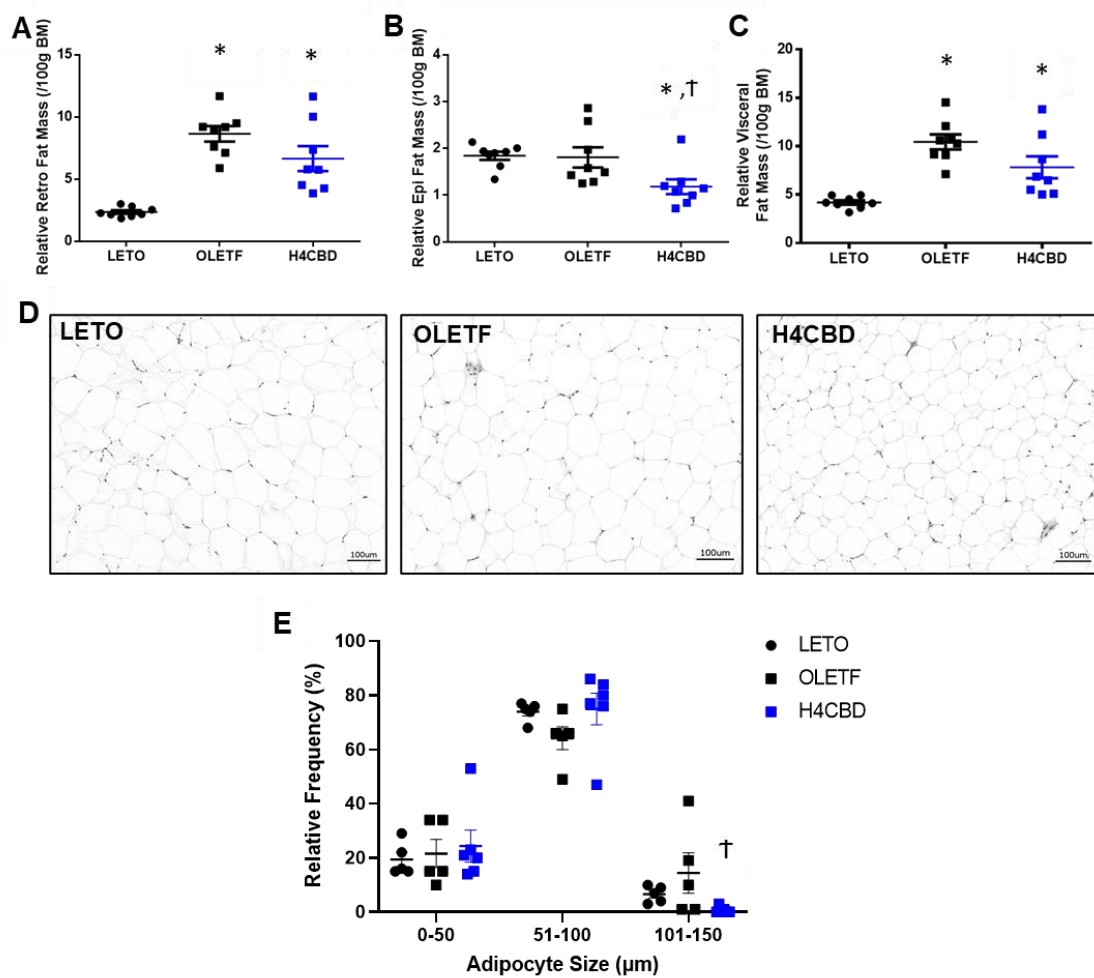 A
Relative Retro Fat Mass (/100g BM)
15
10
5
0
*
*
LETO
OLETF
H4CBD
B
Relative Epi Fat Mass (/100g BM)
4
3
2
1
0
* ,†
LETO
OLETF
H4CBD
C
Relative Visceral
Fat Mass (/100g BM)
20
15
10
5
0
*
*
LETO
OLETF
H4CBD
D
LETO
100um
OLETF
100um
H4CBD
100um
E
Relative Frequency (%)
100
80
60
40
20
0
†
0-50
51-100
101-150
Adipocyte Size (µm)
LETO
OLETF
H4CBD